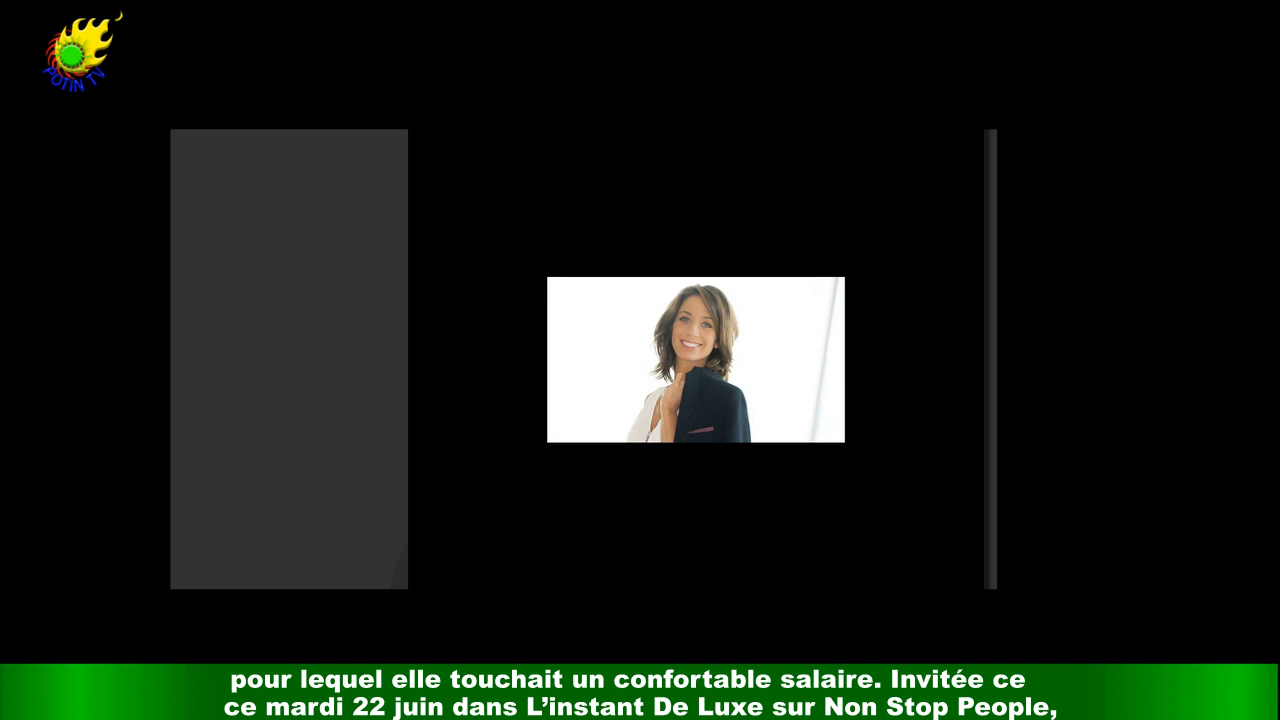 POTIN TV
pour lequel elle touchait un confortable salaire. Invitée ce
ce mardi 22 juin dans L’instant De Luxe sur Non Stop People,